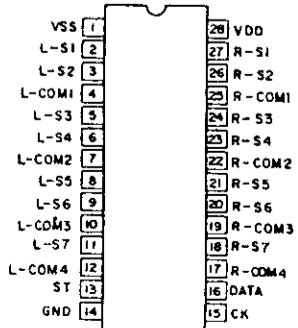 VSS 1 28 VDD
L-S1 2 27 R-S1
L-S2 3 26 R-S2
L-COM1 4 25 R-COM1
L-S3 5 24 R-S3
L-S4 6 23 R-S4
L-COM2 7 22 R-COM2
L-S5 8 21 R-S5
L-S6 9 20 R-S6
L-COM3 10 19 R-COM3
L-S7 11 18 R-S7
L-COM4 12 17 R-COM4
ST 13 16 DATA
GND 14 15 CK